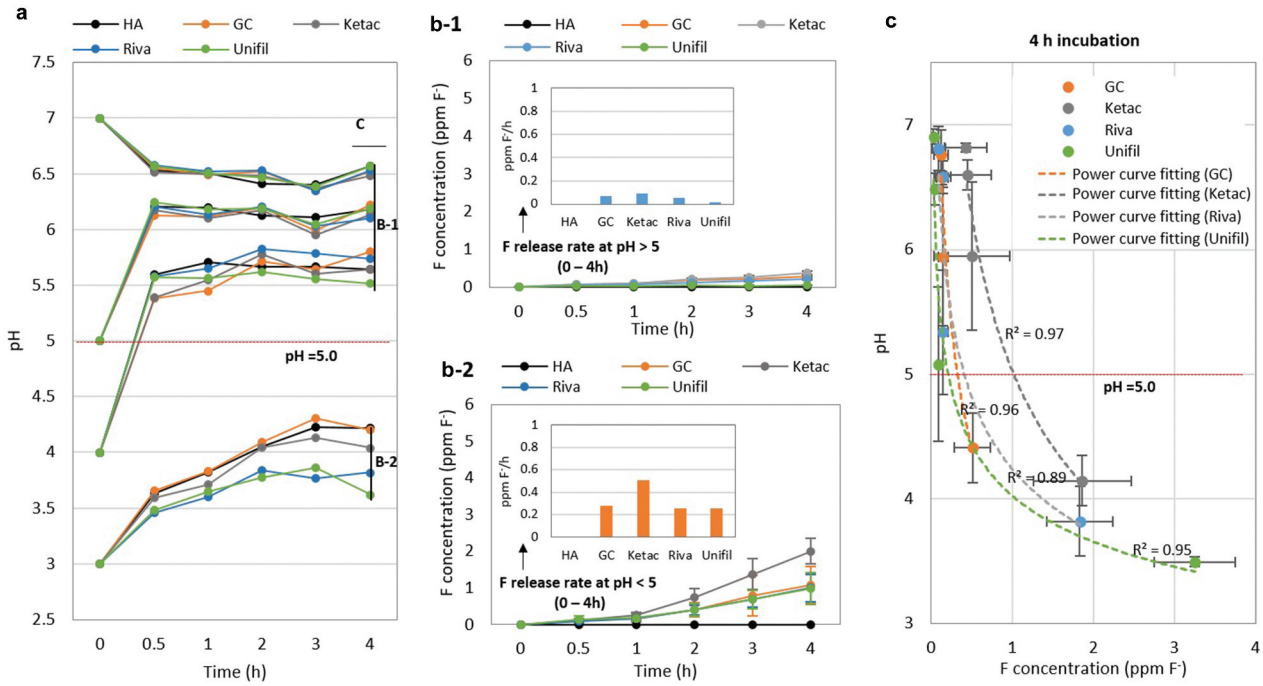 a
HA
GC
Ketac
Riva
Unifil
7.5
7
6.5
6
5.5
5
4.5
4
3.5
3
2.5
pH
C
B-1
pH =5.0
B-2
0
0.5
1
2
3
4
Time (h)
b-1
HA
GC
Ketac
Riva
Unifil
6
5
4
3
2
1
0
F concentration (ppm F-)
1
0.8
0.6
0.4
0.2
0
ppm F-/h
HA
GC
Ketac
Riva
Unifil
F release rate at pH > 5
(0 – 4h)
0
0.5
1
2
3
4
Time (h)
b-2
HA
GC
Ketac
Riva
Unifil
6
5
4
3
2
1
0
F concentration (ppm F-)
1
0.8
0.6
0.4
0.2
0
ppm F-/h
HA
GC
Ketac
Riva
Unifil
F release rate at pH < 5
(0 – 4h)
0
0.5
1
2
3
4
Time (h)
c
4 h incubation
GC
Ketac
Riva
Unifil
Power curve fitting (GC)
Power curve fitting (Ketac)
Power curve fitting (Riva)
Power curve fitting (Unifil)
7
6
5
4
3
pH
R² = 0.97
pH =5.0
R² = 0.96
R² = 0.89
R² = 0.95
0
1
2
3
4
F concentration (ppm F-)